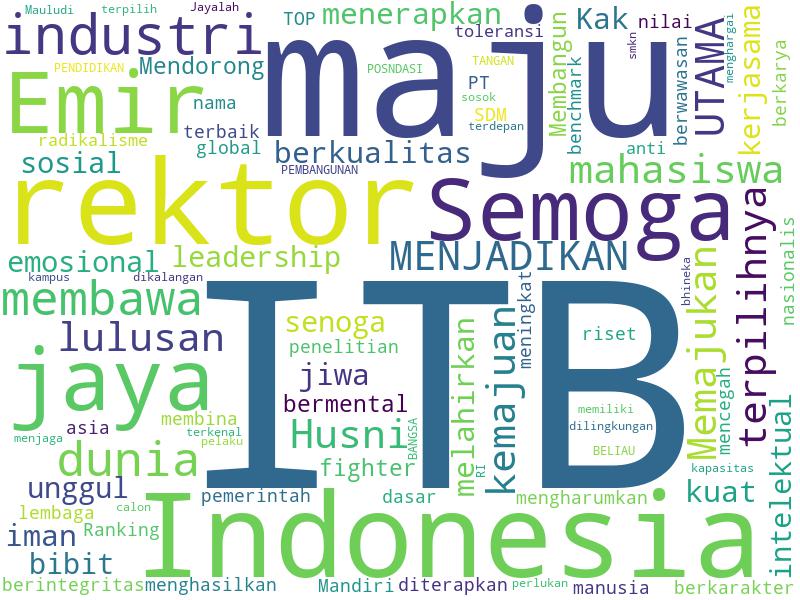 Mauludi terpilih Jayalah TOP menerapkan Kak nilai
industri maju toleransi smkn menghargai
PENDIDIKAN Mendorong POSNDASI TANGAN Membangun benchmark berwawasan UTAMA kerjasama berkarya
Emir nama PT sosok SDM terdepan
radikalisme terbaik global berkualitas anti
sosial PEMBANGUNAN mahasiswa
rektor Semoga terpilihnya nasionalis
emosional leadership MENJADIKAN
kampus dikalangan meningkat bhineka Memajukan
membawa ITB
lulusan senoga penelitian melahirkan kemajuan riset mencegah intelektual
jaya jiwa
asia membina bermental memiliki
menjaga terkenal pelaku Husni BANGSA dilingkungan
dunia fighter RI BELIAU kapasitas
unggul pemerintah dasar mengharumkan kuat
lembaga calon Indonesia
iman Ranking
bibit
berintegritas menghasilkan Mandiri diterapkan perlukan manusia berkarakter